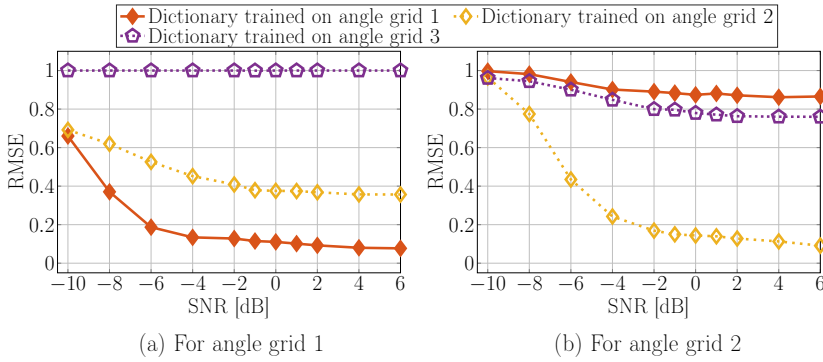 Dictionary trained on angle grid 1 Dictionary trained on angle grid 2
Dictionary trained on angle grid 3
1
0.8
0.6
0.4
0.2
0
RMSE
−10 −8 −6 −4 −2 0 2 4 6
SNR [dB]
(a) For angle grid 1
1
0.8
0.6
0.4
0.2
0
RMSE
−10 −8 −6 −4 −2 0 2 4 6
SNR [dB]
(b) For angle grid 2